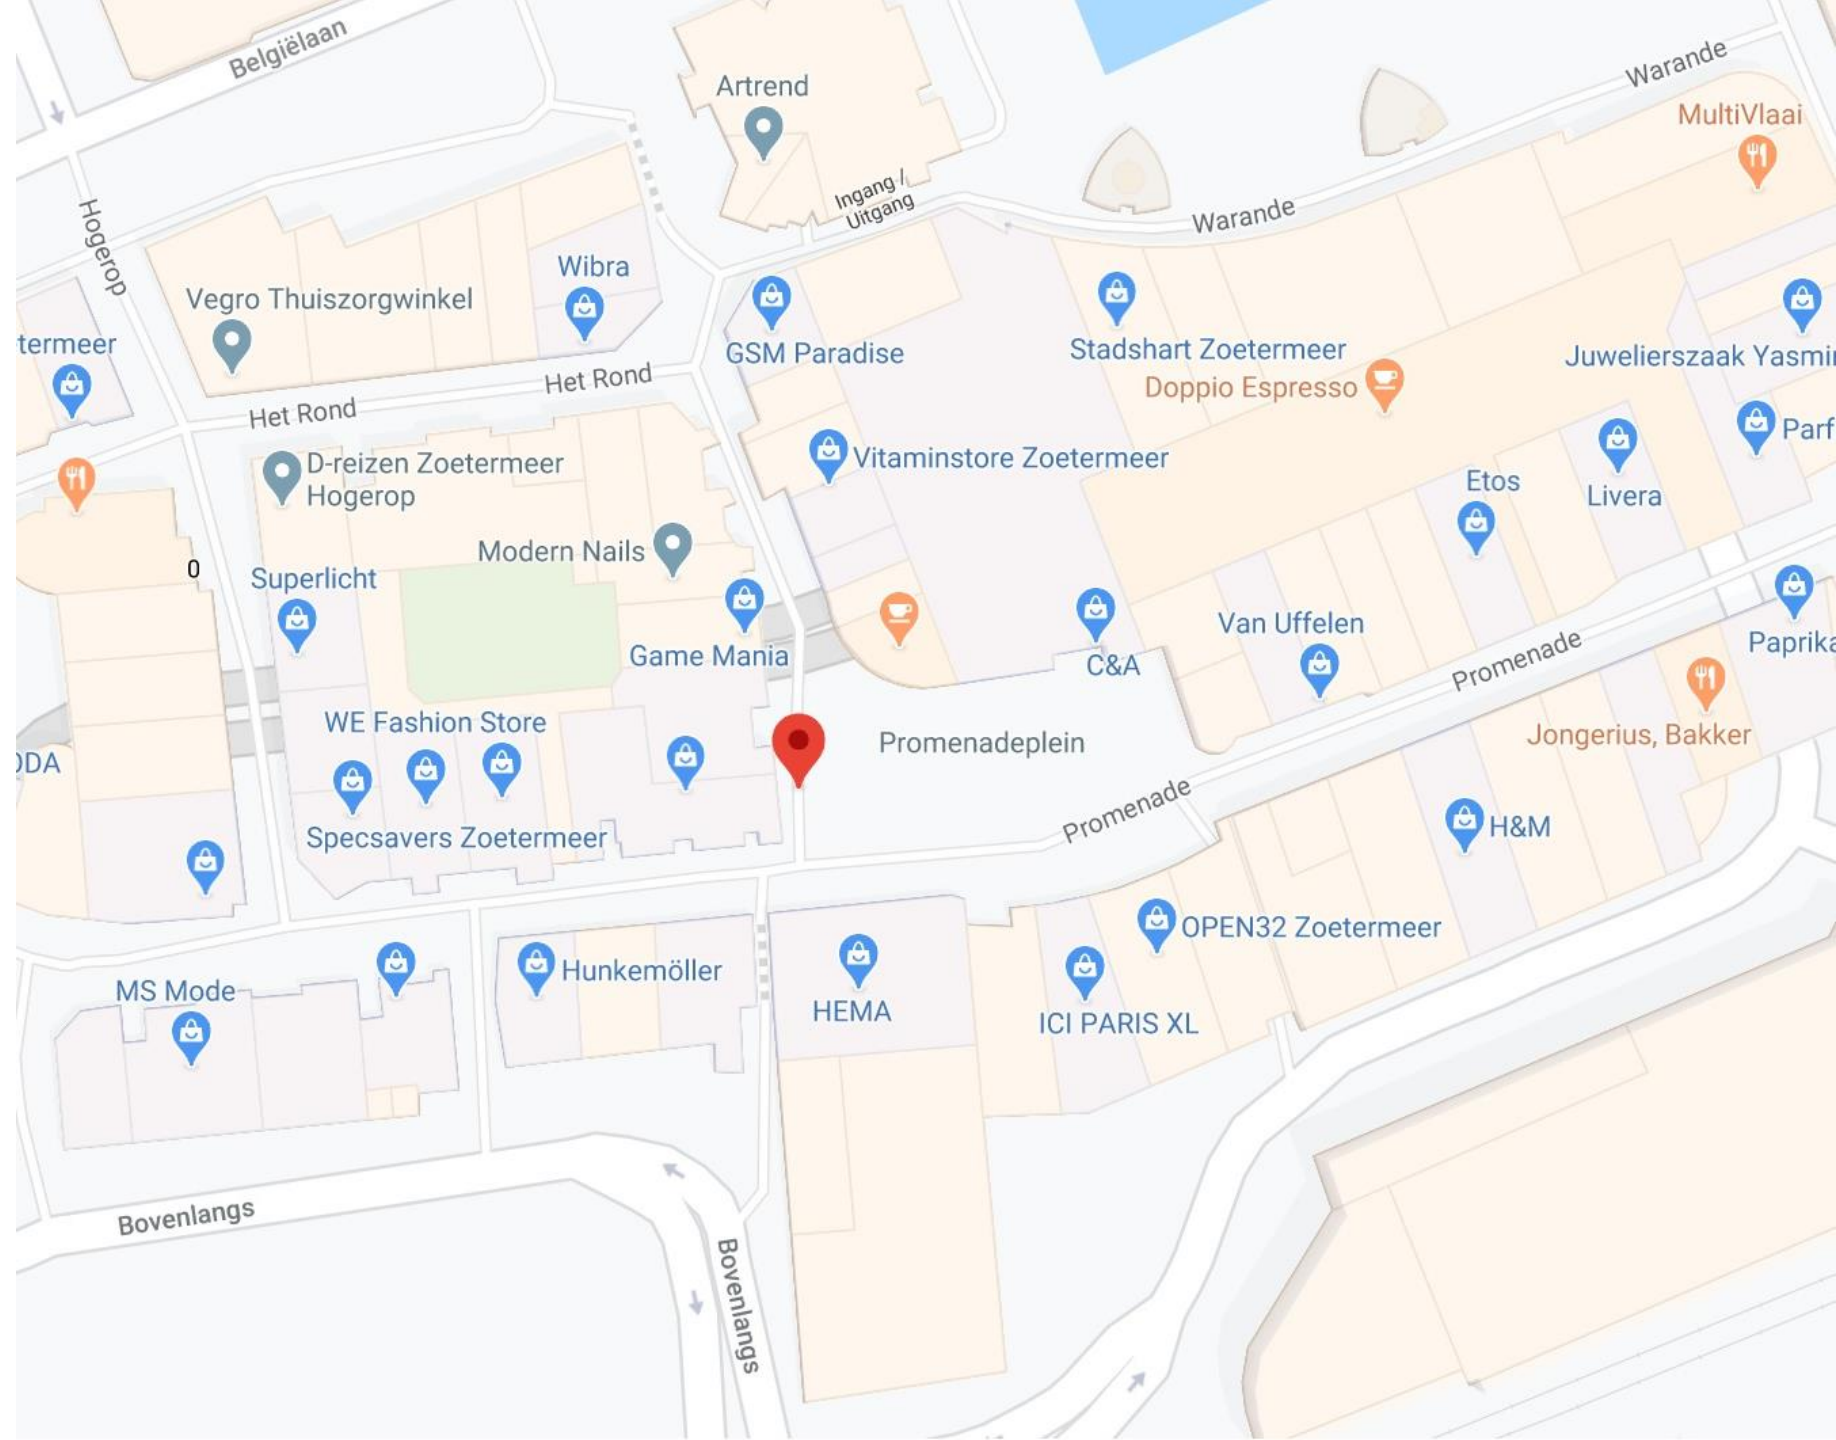 Belgiëlaan
Artrend
Warande
MultiVlaai
Ingang /
Uitgang
Warande
Hogerop
Wibra
Vegro Thuiszorgwinkel
termeer
GSM Paradise
Stadshart Zoetermeer
Juwelierszaak Yasmi
Het Rond
Doppio Espresso
Het Rond
Parf
D-reizen Zoetermeer
Hogerop
Vitaminstore Zoetermeer
Etos
Livera
Modern Nails
0
Superlicht
Van Uffelen
Game Mania
C&A
Promenade
Paprika
WE Fashion Store
Promenadeplein
Jongerius, Bakker
DDA
Promenade
Specsavers Zoetermeer
H&M
OPEN32 Zoetermeer
Hunkemöller
MS Mode
HEMA
ICI PARIS XL
Bovenlangs
Bovenlangs